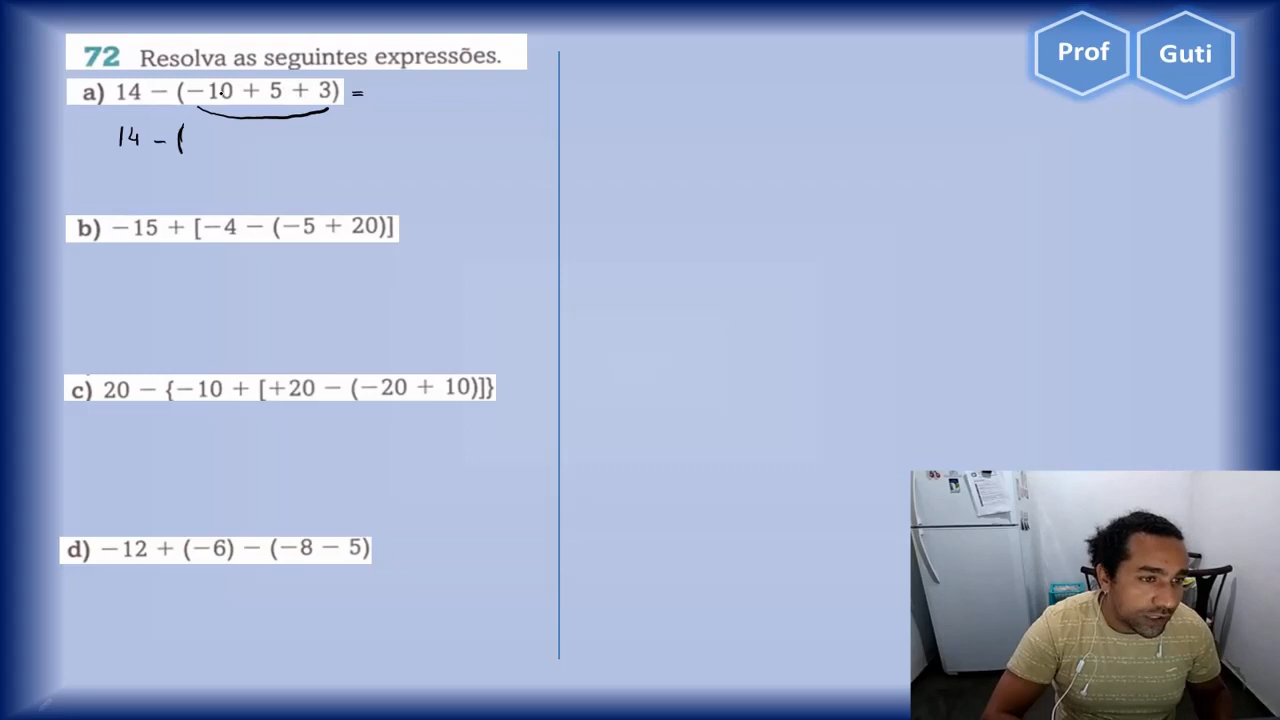 72 Resolva as seguintes expressões.
a) 14 − (−10 + 5 + 3) =
14 − (
b) −15 + [−4 − (−5 + 20)]
c) 20 − {−10 + [+20 − (−20 + 10)]}
d) −12 + (−6) − (−8 − 5)
Prof Guti